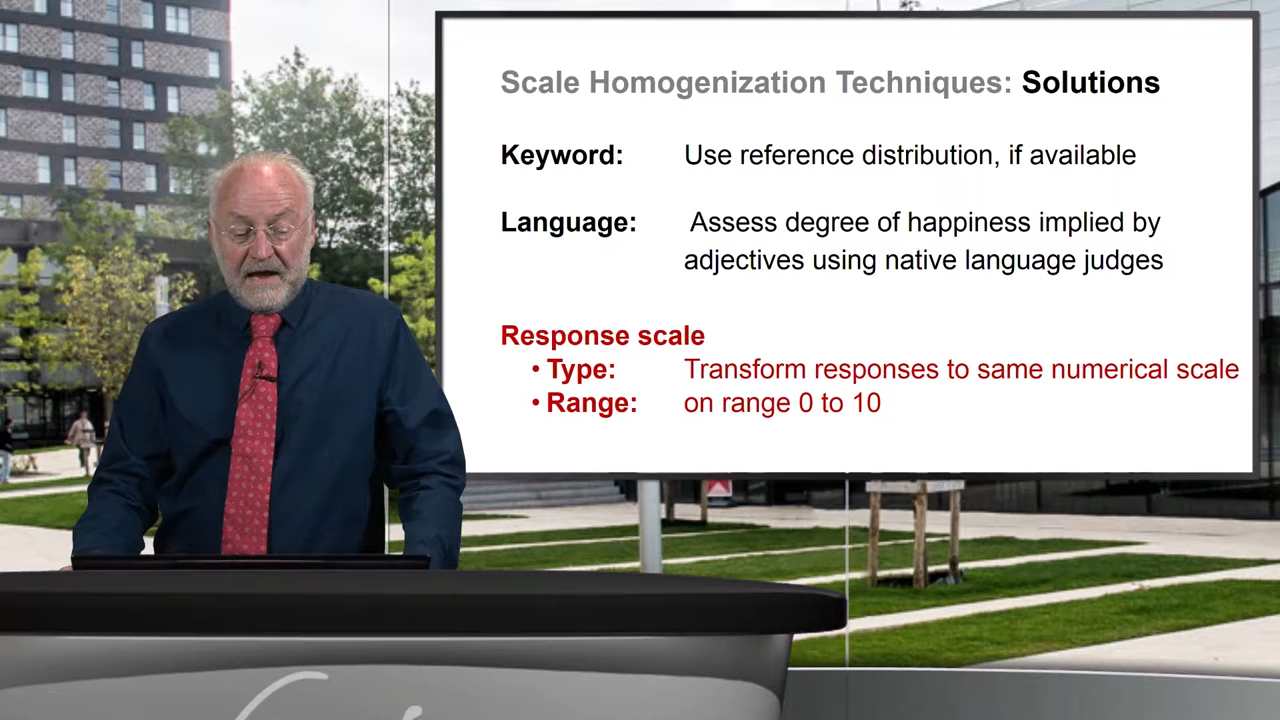 Scale Homogenization Techniques: Solutions
Keyword: Use reference distribution, if available
Language: Assess degree of happiness implied by
adjectives using native language judges
Response scale
• Type: Transform responses to same numerical scale
• Range: on range 0 to 10